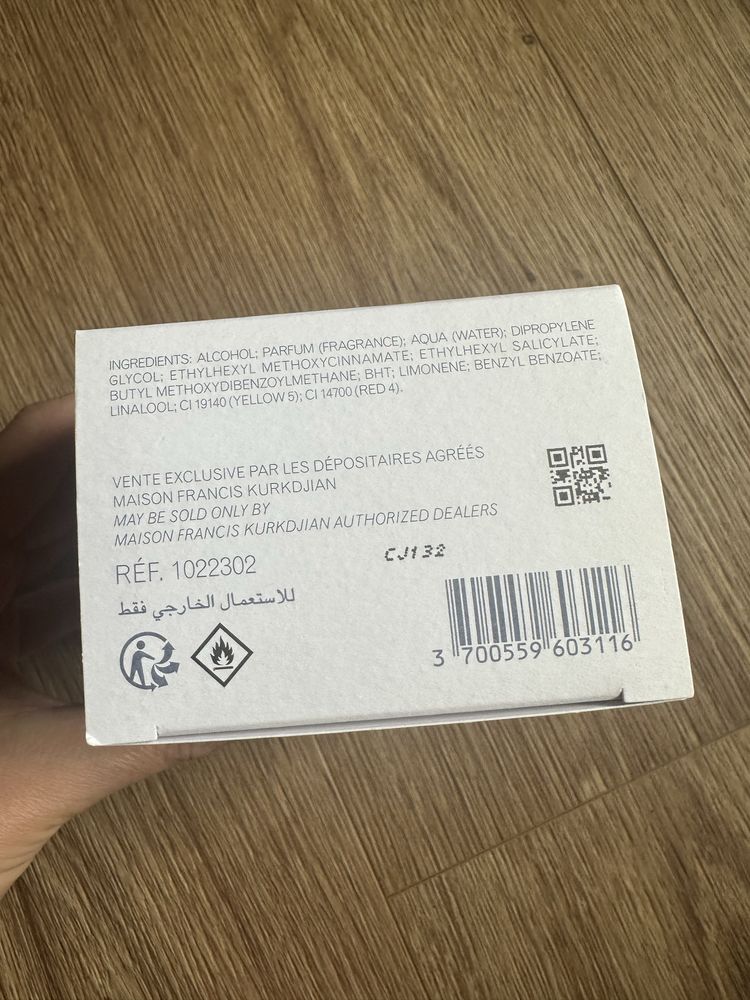 INGREDIENTS: ALCOHOL; PARFUM (FRAGRANCE); AQUA (WATER); DIPROPYLENE
GLYCOL; ETHYLHEXYL METHOXYCINNAMATE; ETHYLHEXYL SALICYLATE;
BUTYL METHOXYDIBENZOYLMETHANE; BHT; LIMONENE; BENZYL BENZOATE;
LINALOOL; CI 19140 (YELLOW 5); CI 14700 (RED 4).
VENTE EXCLUSIVE PAR LES DÉPOSITAIRES AGRÉÉS
MAISON FRANCIS KURKDJIAN
MAY BE SOLD ONLY BY
MAISON FRANCIS KURKDJIAN AUTHORIZED DEALERS
RÉF. 1022302
CJ132
للاستعمال الخارجي فقط
3 700559 603116